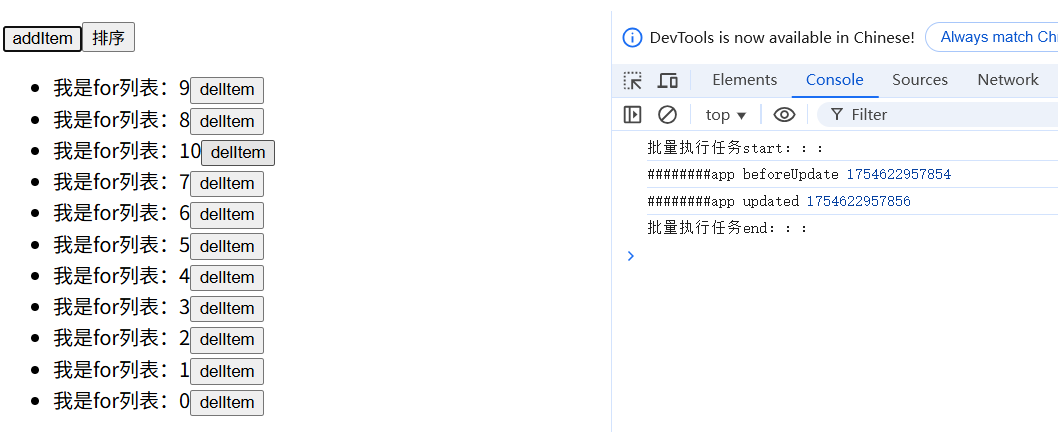 addItem 排序
我是for列表：9 delItem
我是for列表：8 delItem
我是for列表：10 delItem
我是for列表：7 delItem
我是for列表：6 delItem
我是for列表：5 delItem
我是for列表：4 delItem
我是for列表：3 delItem
我是for列表：2 delItem
我是for列表：1 delItem
我是for列表：0 delItem
DevTools is now available in Chinese! Always match Ch
Elements Console Sources Network
top Filter
批量执行任务start：：：
########app beforeUpdate 1754622957854
########app updated 1754622957856
批量执行任务end：：：